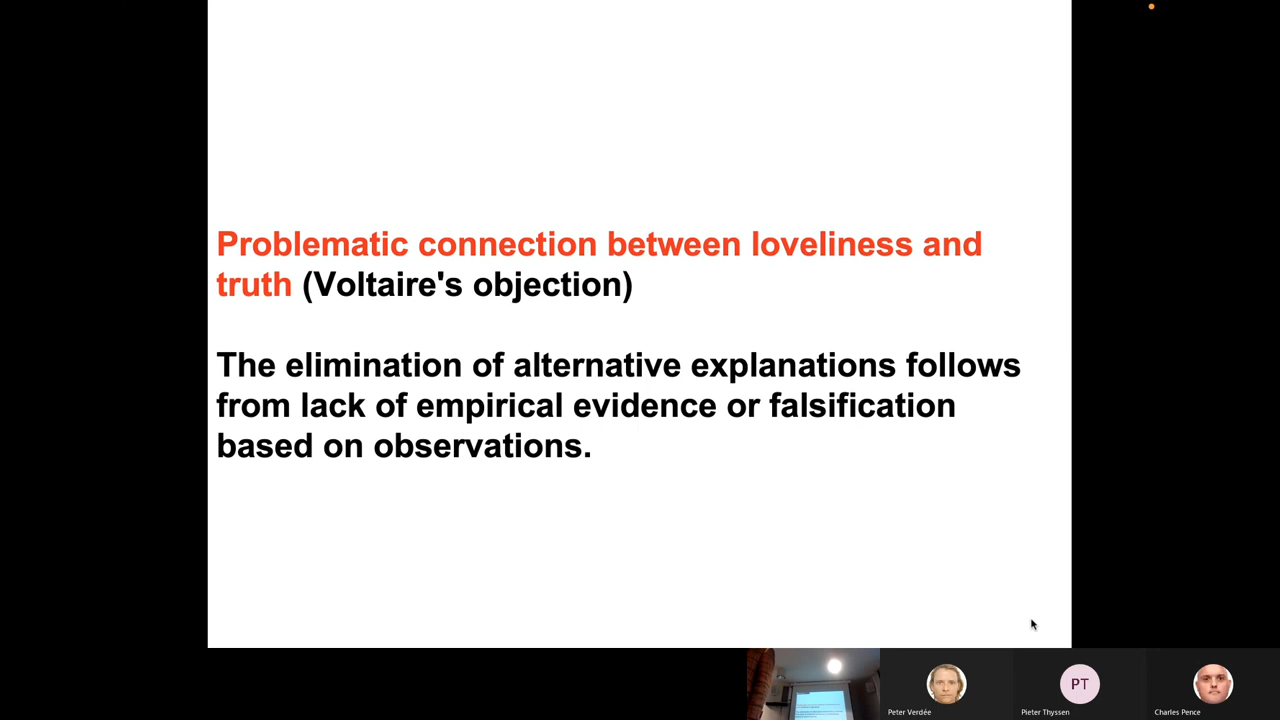 Problematic connection between loveliness and
truth (Voltaire's objection)
The elimination of alternative explanations follows
from lack of empirical evidence or falsification
based on observations.
PT
Peter Verdée
Pieter Thyssen
Charles Pence